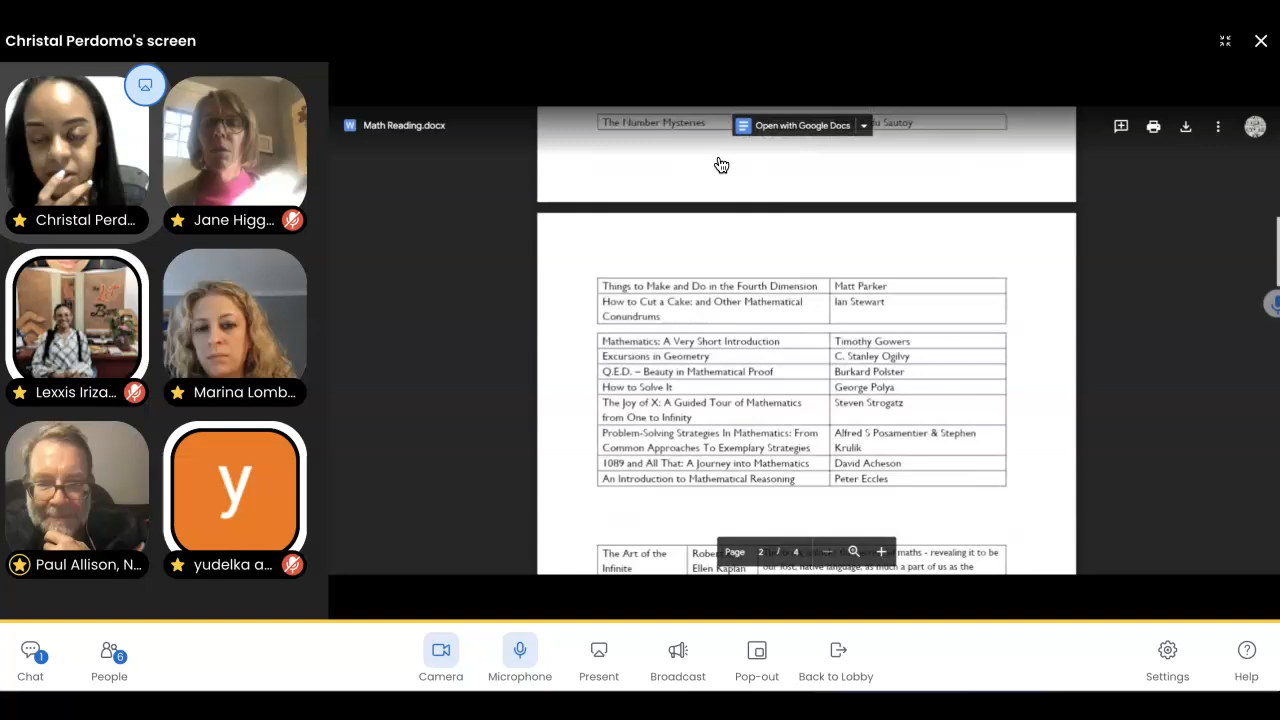 Christal Perdomo's screen
Christal Perd...
Jane Higg...
Lexxis Iriza...
Marina Lomb...
Paul Allison, N...
y
yudelka a...
W Math Reading.docx
Open with Google Docs
The Number Mysteries
Sautoy
Things to Make and Do in the Fourth Dimension Matt Parker
How to Cut a Cake: and Other Mathematical Ian Stewart
Conundrums
Mathematics: A Very Short Introduction Timothy Gowers
Excursions in Geometry C. Stanley Ogilvy
Q.E.D. – Beauty in Mathematical Proof Burkard Polster
How to Solve It George Polya
The Joy of X: A Guided Tour of Mathematics Steven Strogatz
from One to Infinity
Problem-Solving Strategies In Mathematics: From Alfred S Posamentier & Stephen
Common Approaches To Exemplary Strategies Krulik
1089 and All That: A Journey into Mathematics David Acheson
An Introduction to Mathematical Reasoning Peter Eccles
Page 2 / 4
The Art of the Rober maths - revealing it to be
Infinite Ellen Kaplan our lost, native language, as much a part of us as the
Chat 1
People 6
Camera
Microphone
Present
Broadcast
Pop-out
Back to Lobby
Settings
Help